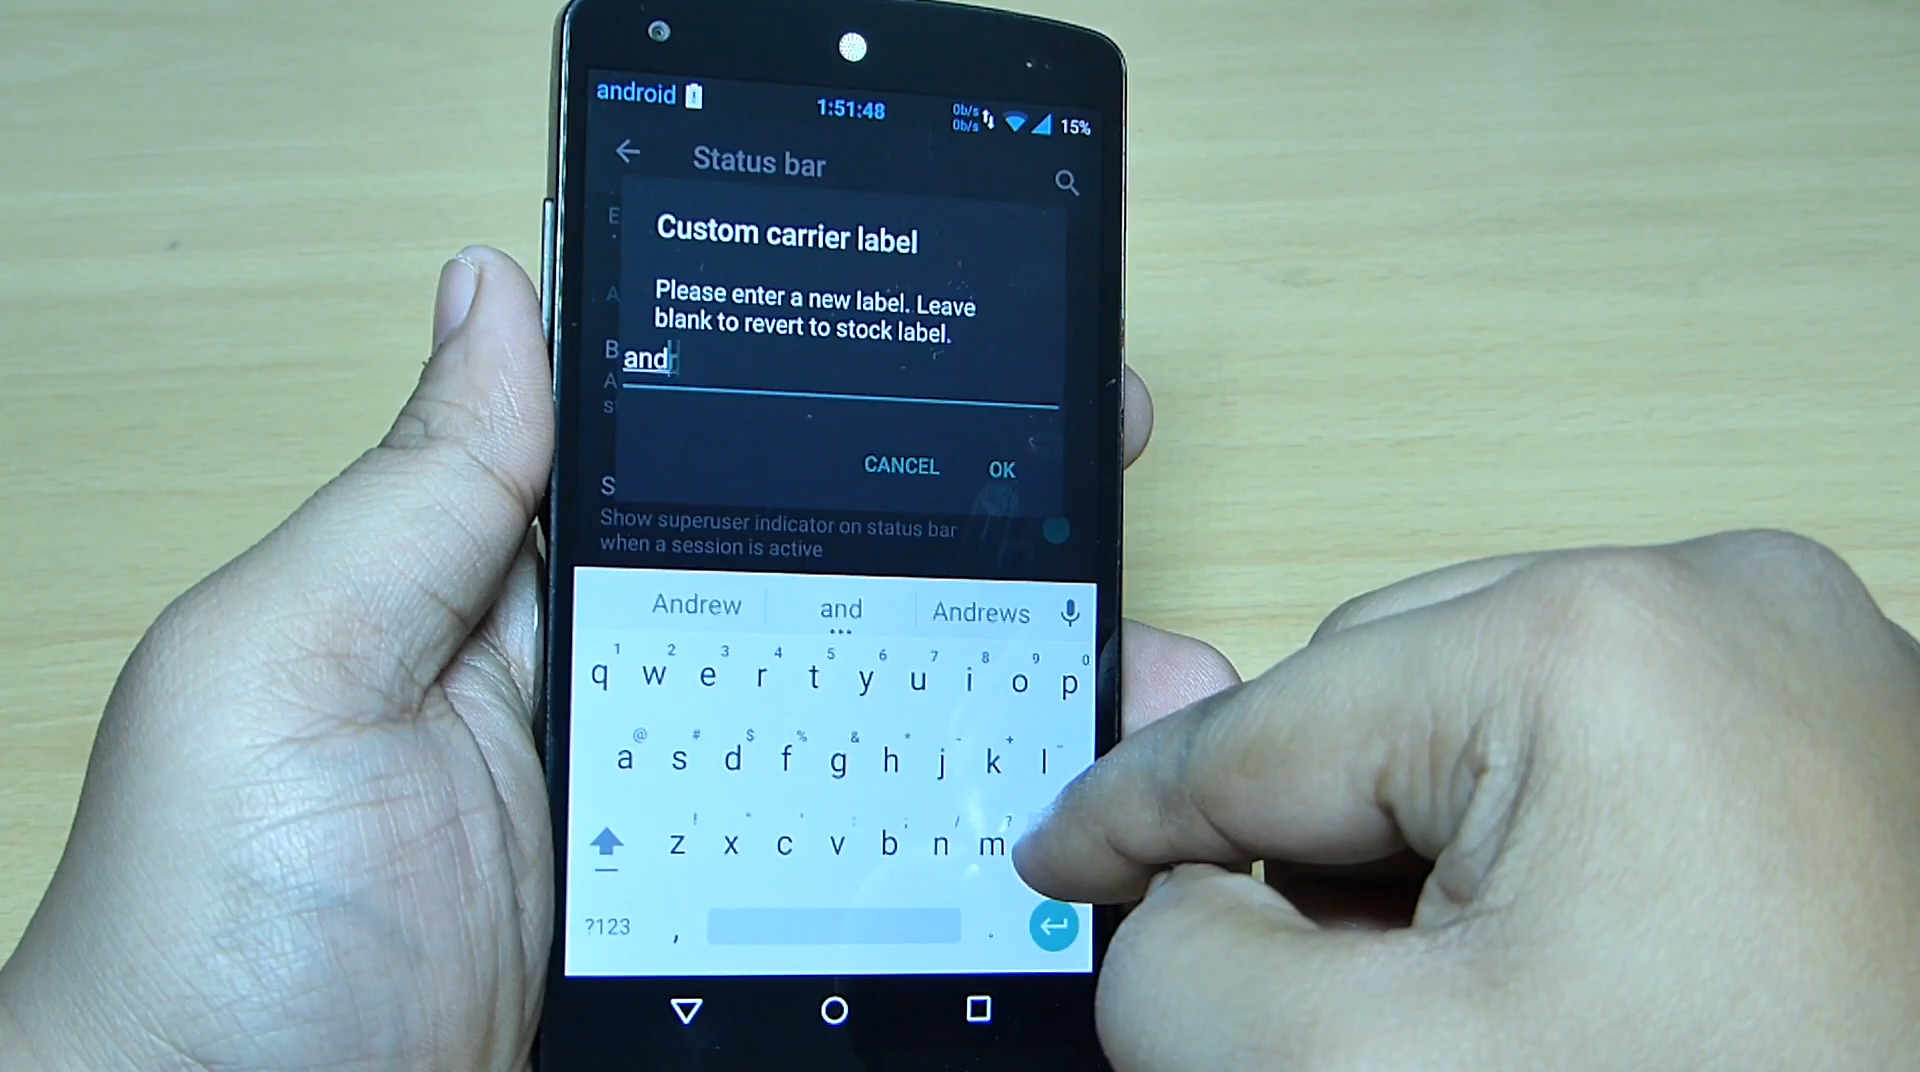 android
1:51:48
0b/s
0b/s
15%
Status bar
E
Custom carrier label
A
Please enter a new label. Leave
blank to revert to stock label.
B
and
A
s
CANCEL OK
S
Show superuser indicator on status bar
when a session is active
Andrew and Andrews
1 2 3 4 5 6 7 8 9 0
q w e r t y u i o p
@ # $ % & * - +
a s d f g h j k l
z x c v b n m
?123 , .